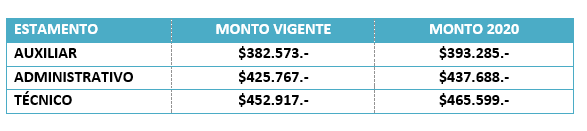 ESTAMENTO MONTO VIGENTE MONTO 2020
AUXILIAR $382.573.- $393.285.-
ADMINISTRATIVO $425.767.- $437.688.-
TÉCNICO $452.917.- $465.599.-